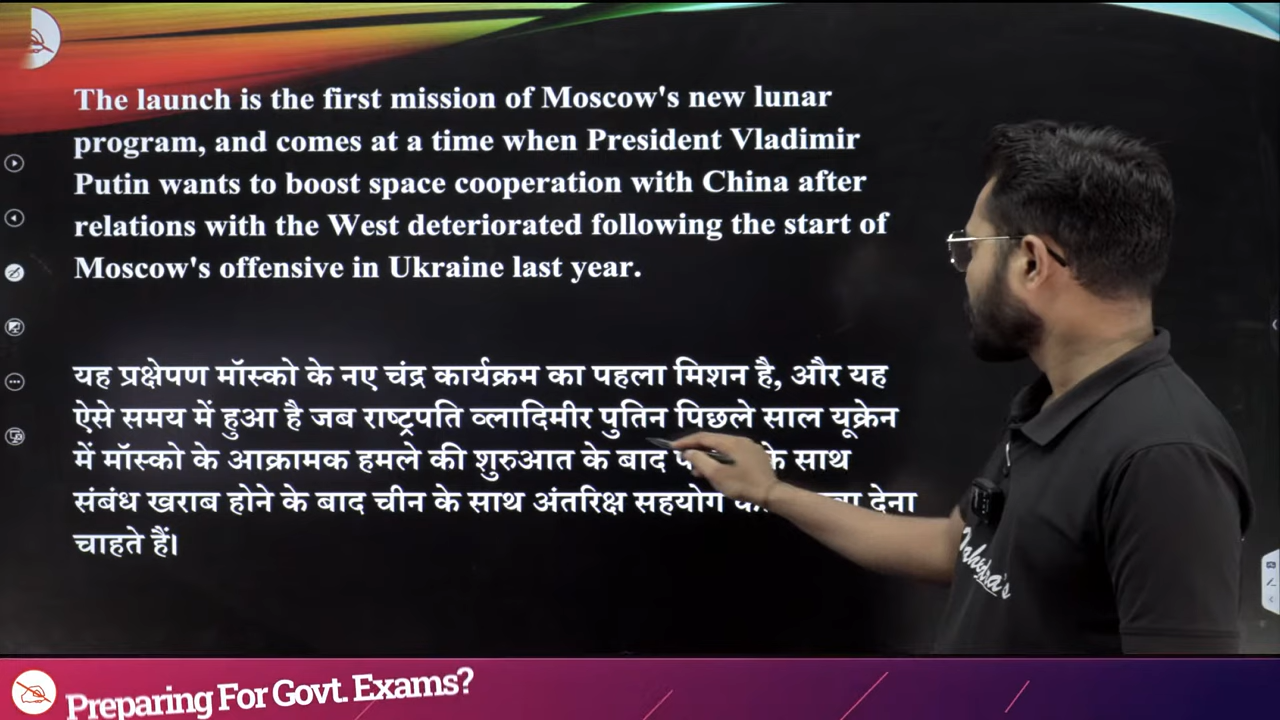 The launch is the first mission of Moscow's new lunar
program, and comes at a time when President Vladimir
Putin wants to boost space cooperation with China after
relations with the West deteriorated following the start of
Moscow's offensive in Ukraine last year.
यह प्रक्षेपण मॉस्को के नए चंद्र कार्यक्रम का पहला मिशन है, और यह
ऐसे समय में हुआ है जब राष्ट्रपति व्लादिमीर पुतिन पिछले साल यूक्रेन
में मॉस्को के आक्रामक हमले की शुरुआत के बाद के साथ
संबंध खराब होने के बाद चीन के साथ अंतरिक्ष सहयोग देना
चाहते हैं।
Preparing For Govt. Exams?